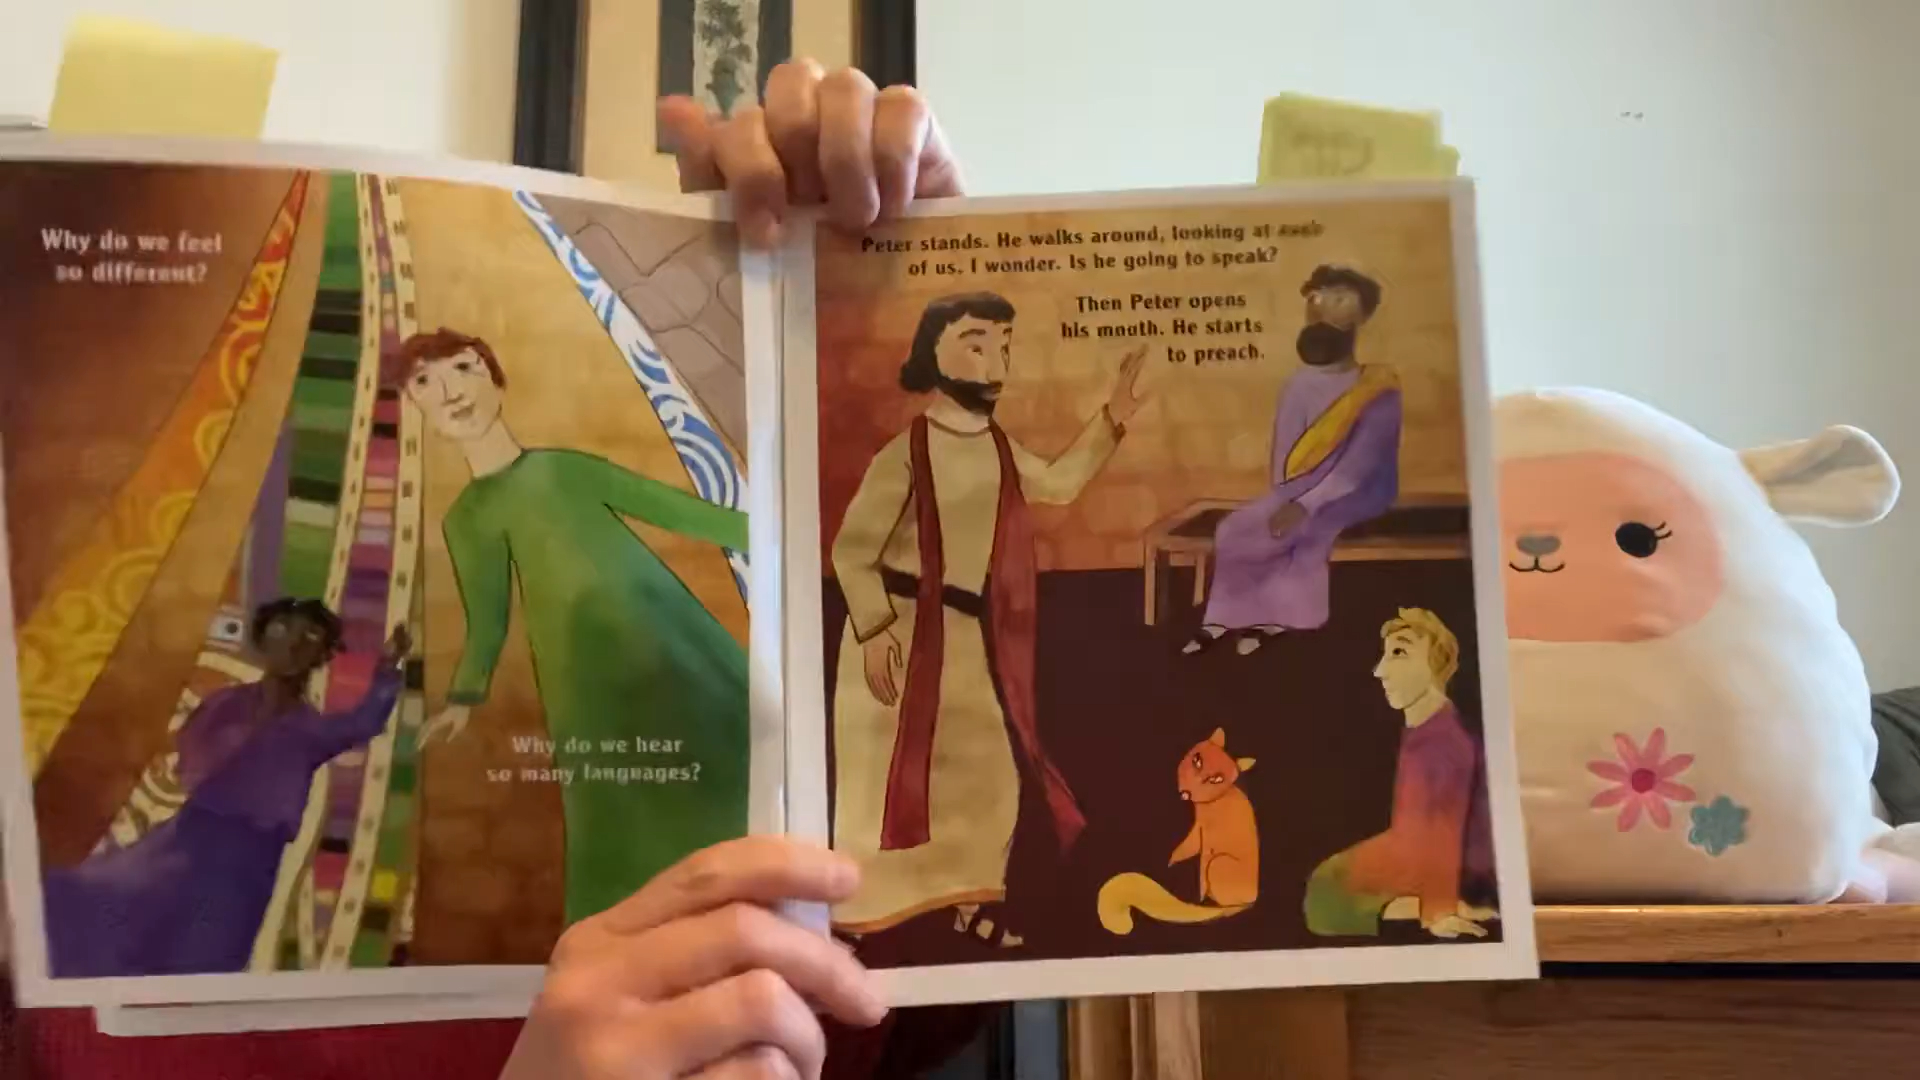 Why do we feel
so different?
Why do we hear
so many languages?
Peter stands. He walks around, looking at each
of us. I wonder. Is he going to speak?
Then Peter opens
his mouth. He starts
to preach.